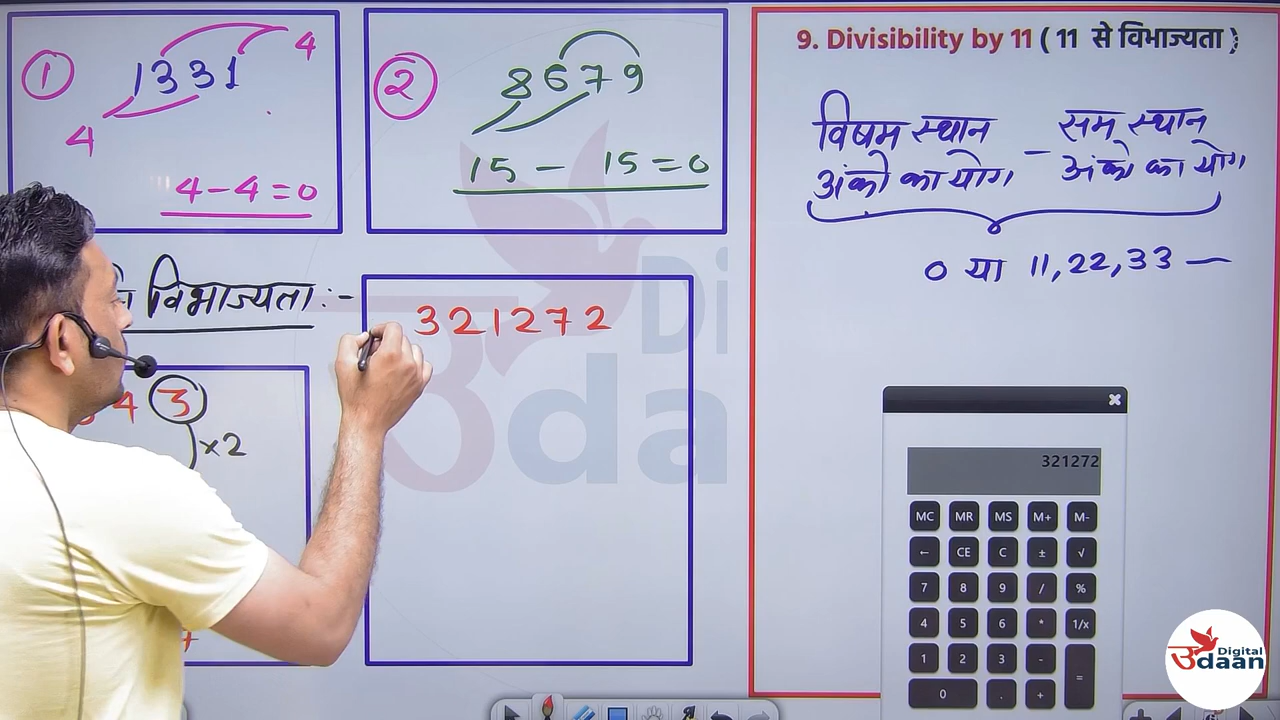 1
1331
4
4
4-4=0
2
8679
15 - 15=0
9. Divisibility by 11 ( 11 से विभाज्यता )
विषम स्थान - सम स्थान
अंको का योग अंको का योग
0 या 11,22,33 —
विभाज्यता :-
321272
4 3
×2
321272
MC MR MS M+ M-
← CE C ± √
7 8 9 / %
4 5 6 * 1/x
1 2 3 - =
0 . +
Digital
उdaan